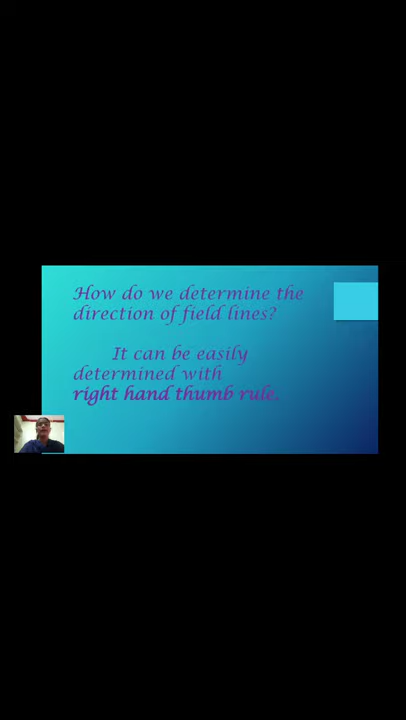 How do we determine the
direction of field lines?
It can be easily
determined with
right hand thumb rule.